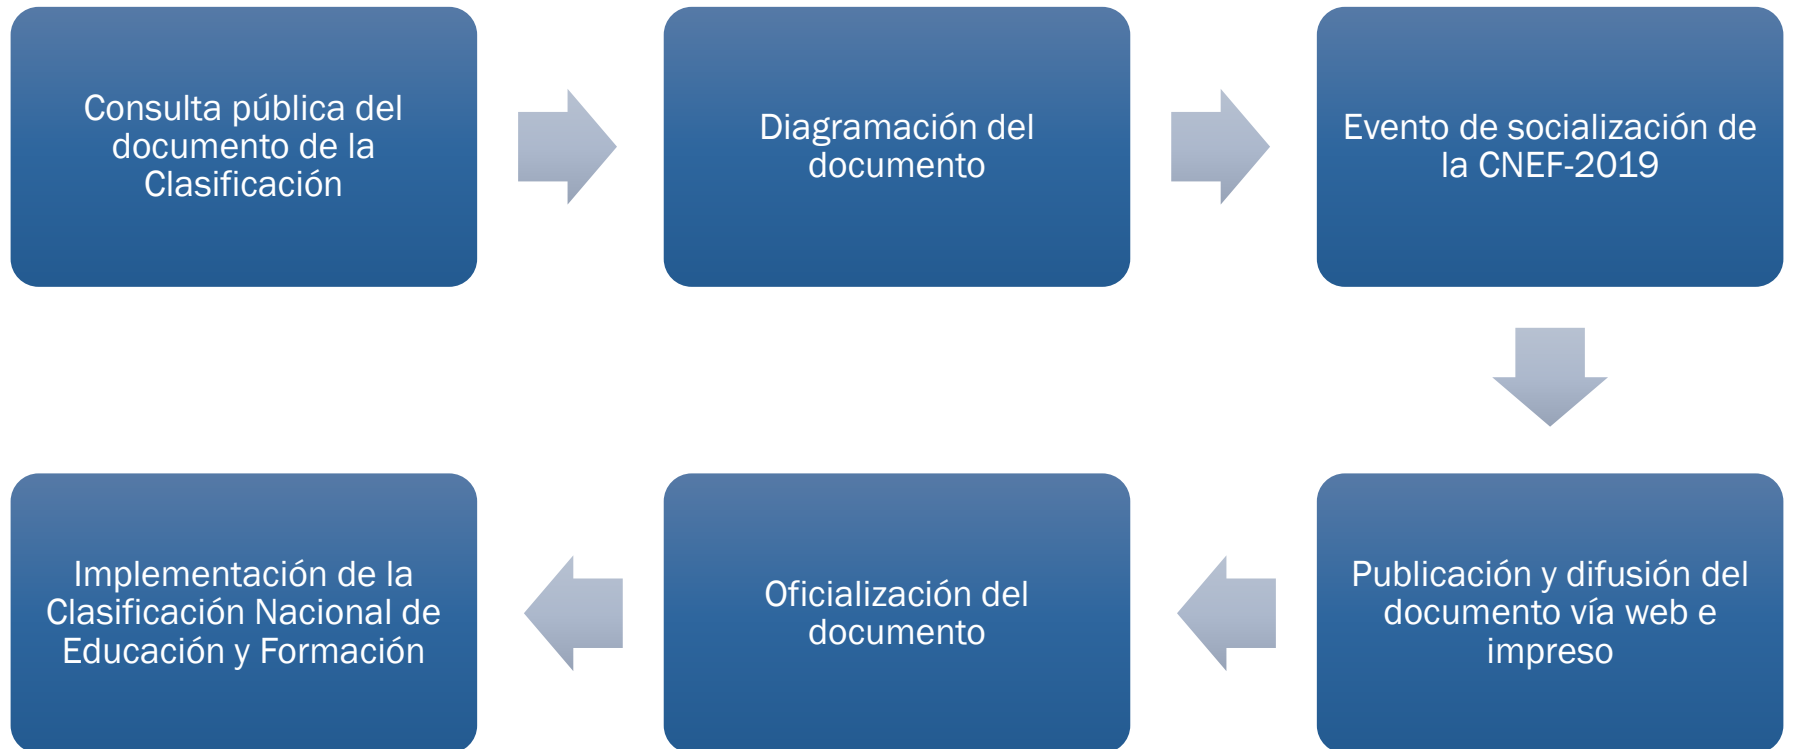 Consulta pública del
documento de la
Clasificación
Diagramación del
documento
Evento de socialización de
la CNEF-2019
Publicación y difusión del
documento vía web e
impreso
Oficialización del
documento
Implementación de la
Clasificación Nacional de
Educación y Formación